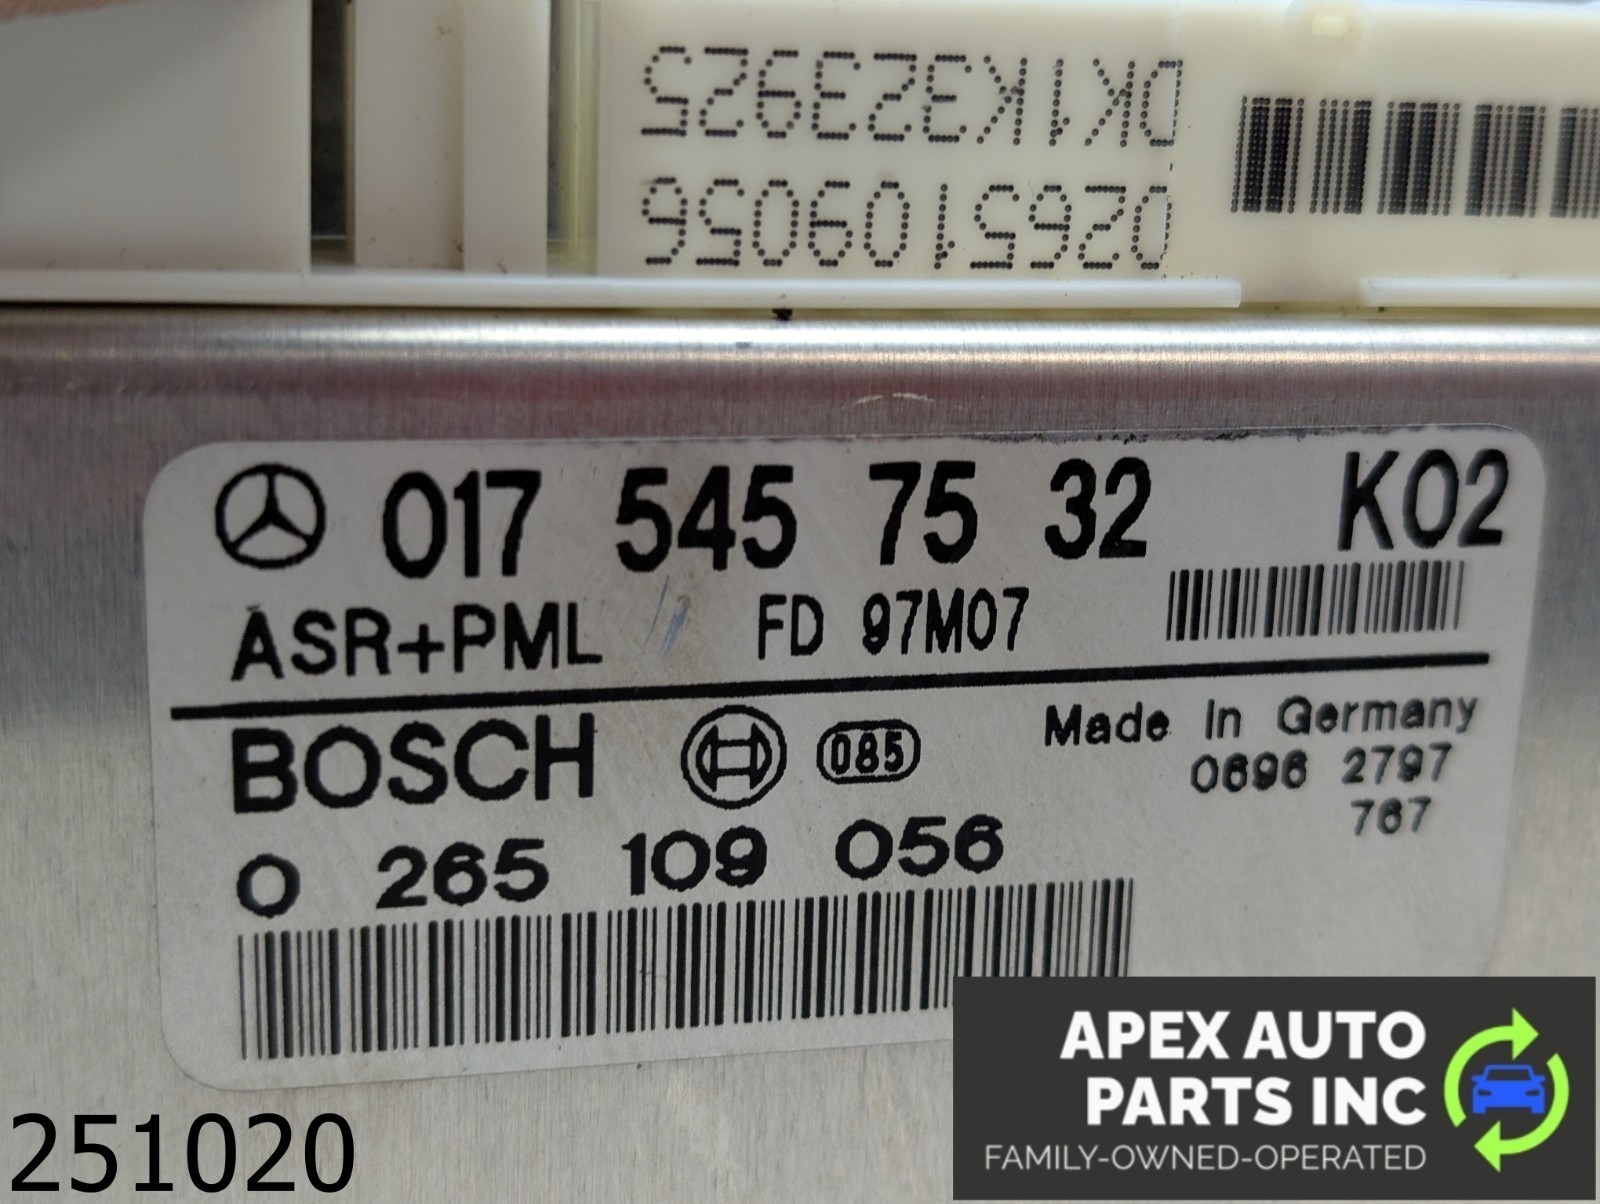 DK1K323925
0265109056
017 545 75 32 K02
ASR+PML FD 97M07
BOSCH 085 Made In Germany
0696 2797
767
0 265 109 056
APEX AUTO
PARTS INC
FAMILY-OWNED-OPERATED
251020